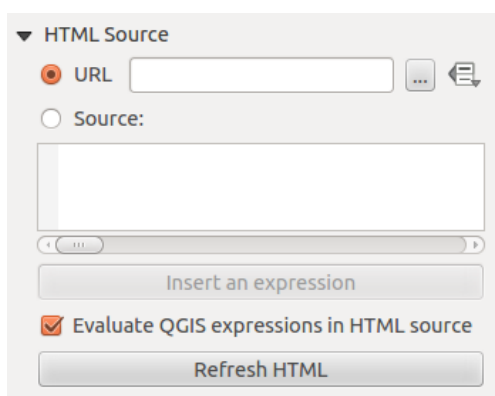 HTML Source
URL
...
Source:
Insert an expression
Evaluate QGIS expressions in HTML source
Refresh HTML